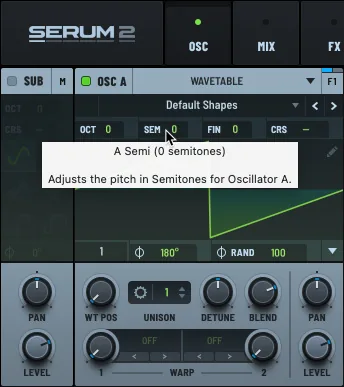 SERUM 2
OSC
MIX
FX
SUB
M
OSC A
WAVETABLE
F1
Default Shapes
OCT
OCT 0
SEM 0
FIN 0
CRS --
CRS
A Semi (0 semitones)
Adjusts the pitch in Semitones for Oscillator A.
0°
1
180°
RAND 100
PAN
WT POS
1
UNISON
DETUNE
BLEND
PAN
LEVEL
OFF
OFF
1
< >
WARP
< >
2
LEVEL